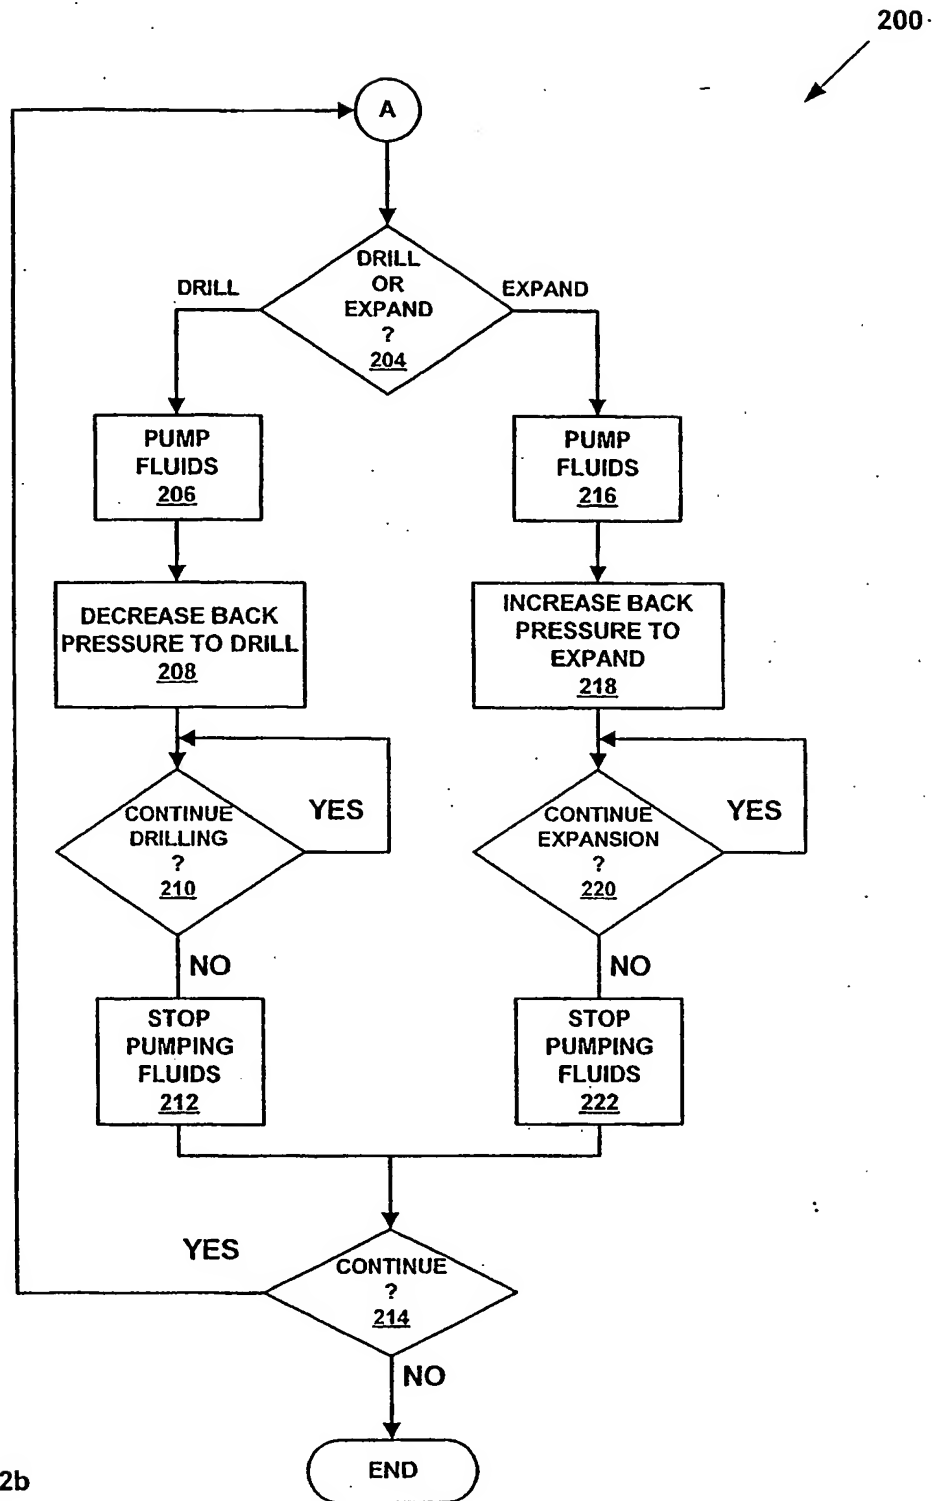 200
A
DRILL
OR
EXPAND
?
204
DRILL
EXPAND
PUMP
FLUIDS
206
PUMP
FLUIDS
216
DECREASE BACK
PRESSURE TO DRILL
208
INCREASE BACK
PRESSURE TO
EXPAND
218
CONTINUE
DRILLING
?
210
YES
CONTINUE
EXPANSION
?
220
YES
NO
NO
STOP
PUMPING
FLUIDS
212
STOP
PUMPING
FLUIDS
222
YES
CONTINUE
?
214
NO
END
2b